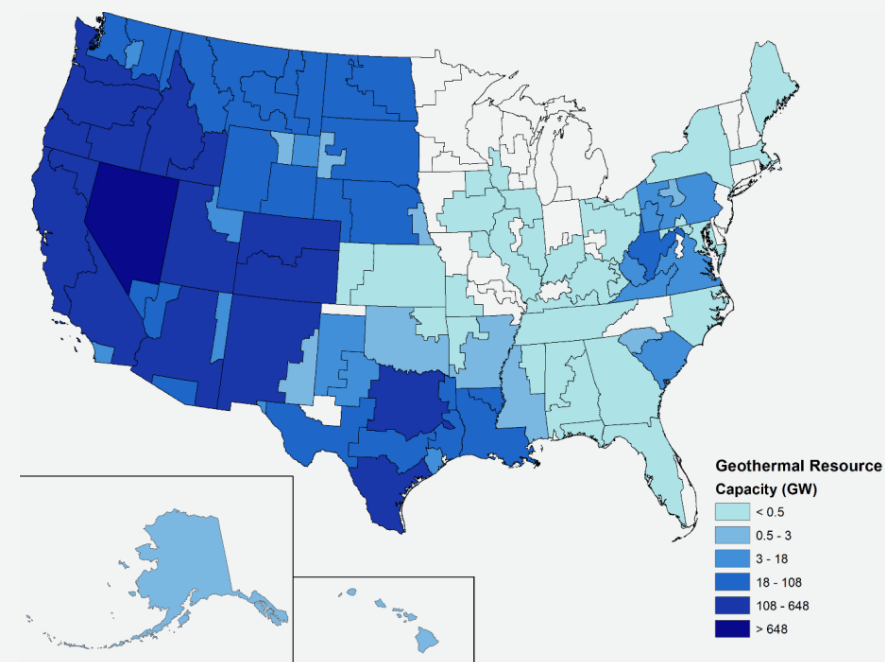 Geothermal Resource
Capacity (GW)
< 0.5
0.5 - 3
3 - 18
18 - 108
108 - 648
> 648